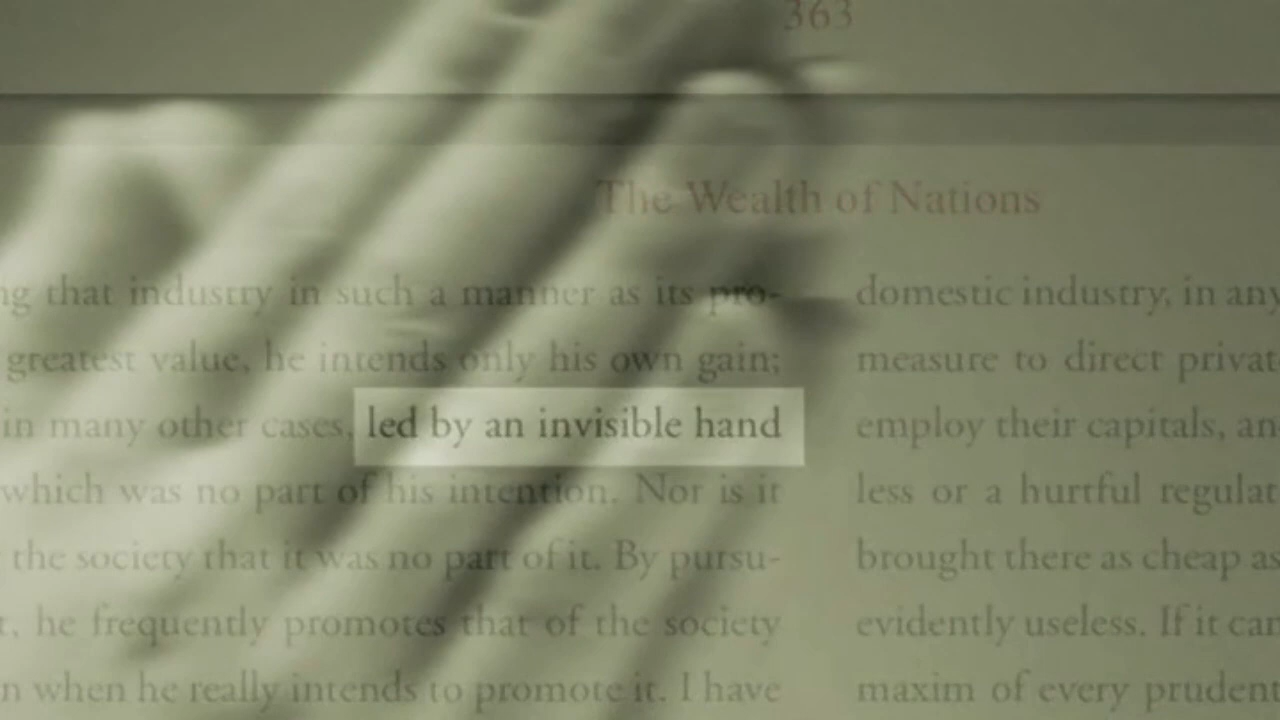 363
The Wealth of Nations
ng that industry in such a manner as its pro-
greatest value, he intends only his own gain;
in many other cases, led by an invisible hand
which was no part of his intention. Nor is it
the society that it was no part of it. By pursu-
t, he frequently promotes that of the society
n when he really intends to promote it. I have
domestic industry, in any
measure to direct privat
employ their capitals, an
less or a hurtful regulat
brought there as cheap as
evidently useless. If it can
maxim of every prudent